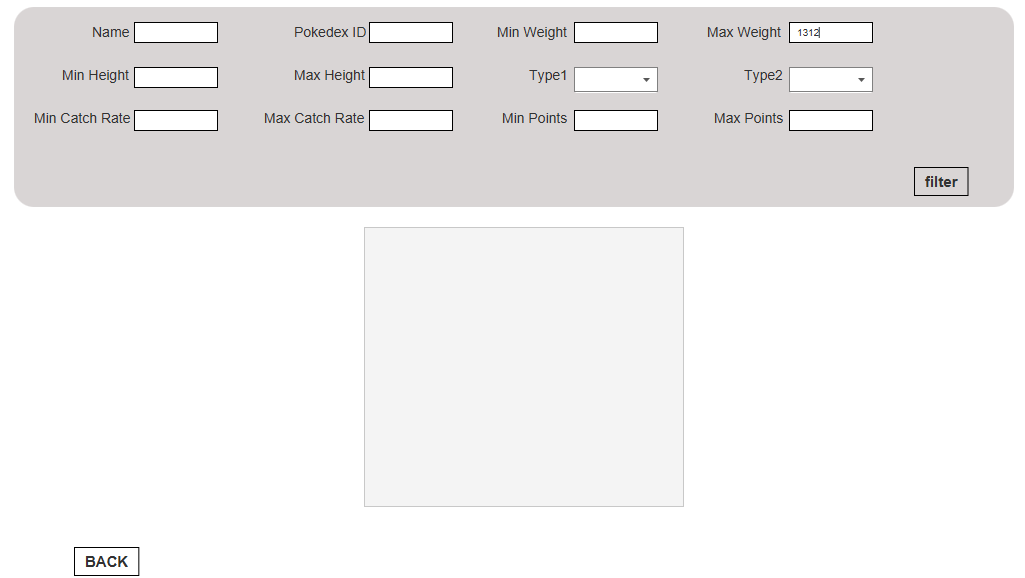 Name Pokedex ID Min Weight Max Weight 1312
Min Height Max Height Type1 Type2
Min Catch Rate Max Catch Rate Min Points Max Points
filter
BACK